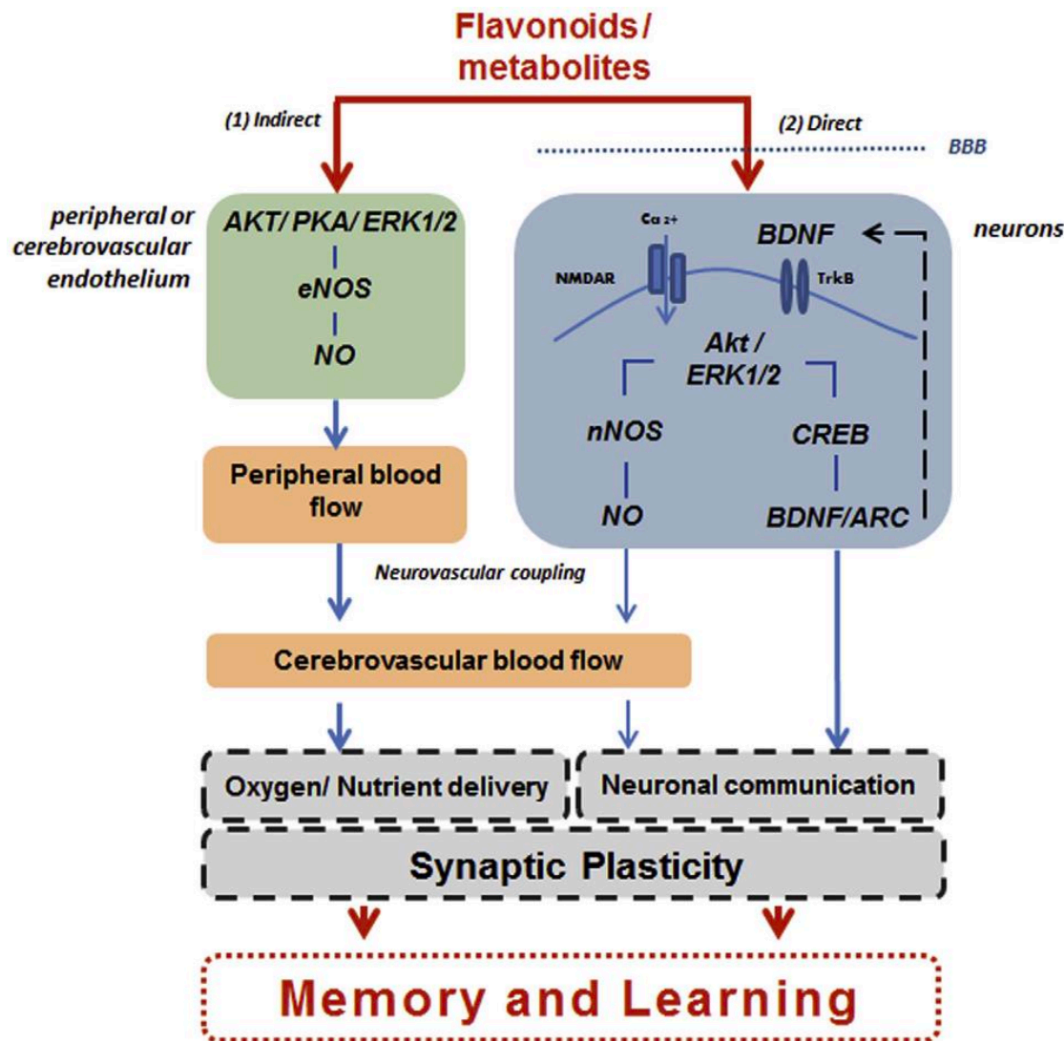 Flavonoids/
metabolites
(1) Indirect
(2) Direct
BBB
peripheral or
cerebrovascular
endothelium
AKT/ PKA/ ERK1/2
eNOS
NO
neurons
Ca 2+
NMDAR
BDNF
TrkB
Akt /
ERK1/2
nNOS
CREB
NO
BDNF/ARC
Peripheral blood
flow
Neurovascular coupling
Cerebrovascular blood flow
Oxygen/ Nutrient delivery
Neuronal communication
Synaptic Plasticity
Memory and Learning